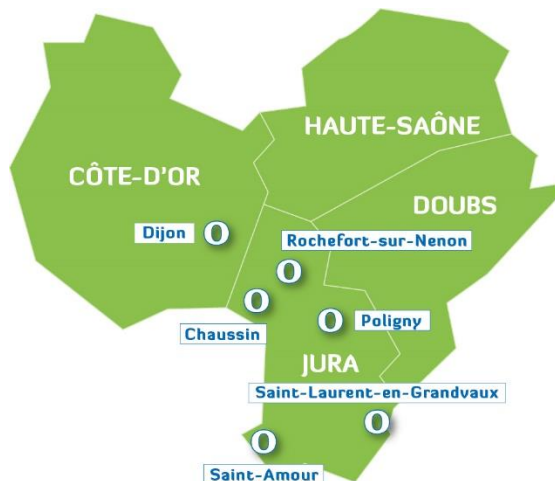 HAUTE-SAÔNE
CÔTE-D'OR
DOUBS
Dijon
O
Rochefort-sur-Nenon
O
O
Chaussin
O
Poligny
JURA
Saint-Laurent-en-Grandvaux
O
O
Saint-Amour